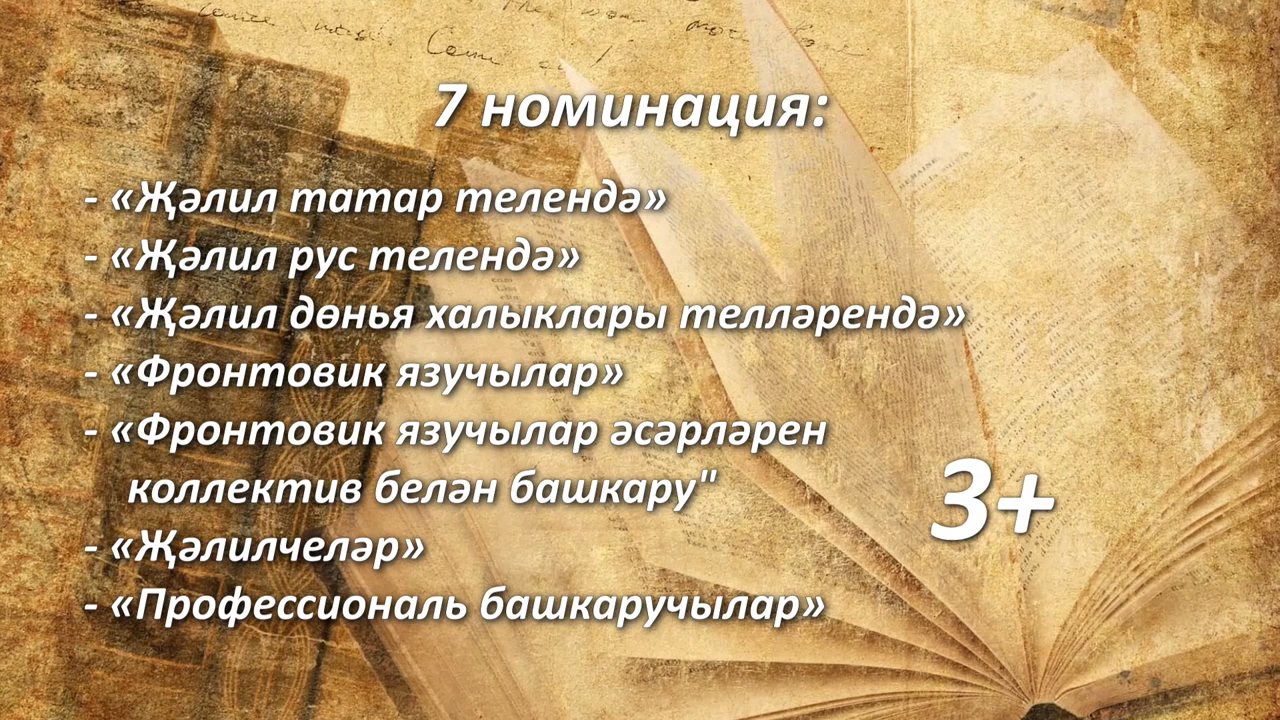 7 номинация:
- «Җәлил татар телендә»
- «Җәлил рус телендә»
- «Җәлил дөнья халыклары телләрендә»
- «Фронтовик язучылар»
- «Фронтовик язучылар әсәрләрен
коллектив белән башкару"
3+
- «Җәлилчеләр»
- «Профессиональ башкаручылар»